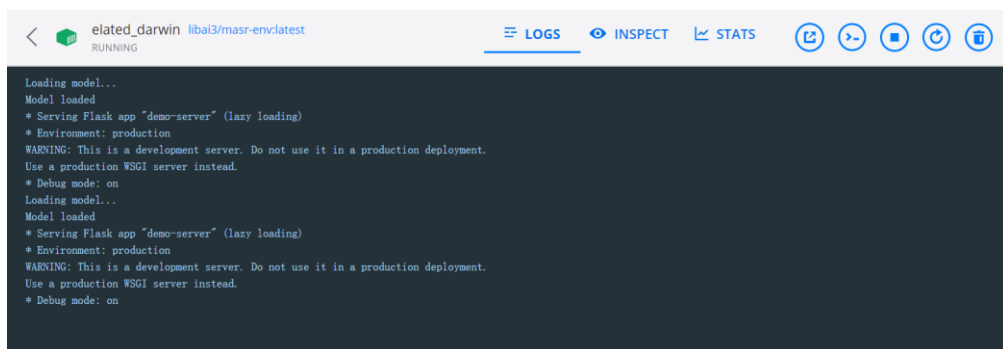 elated_darwin libai3/masr-env:latest
RUNNING
LOGS
INSPECT
STATS
Loading model...
Model loaded
* Serving Flask app "demo-server" (lazy loading)
* Environment: production
WARNING: This is a development server. Do not use it in a production deployment.
Use a production WSGI server instead.
* Debug mode: on
Loading model...
Model loaded
* Serving Flask app "demo-server" (lazy loading)
* Environment: production
WARNING: This is a development server. Do not use it in a production deployment.
Use a production WSGI server instead.
* Debug mode: on